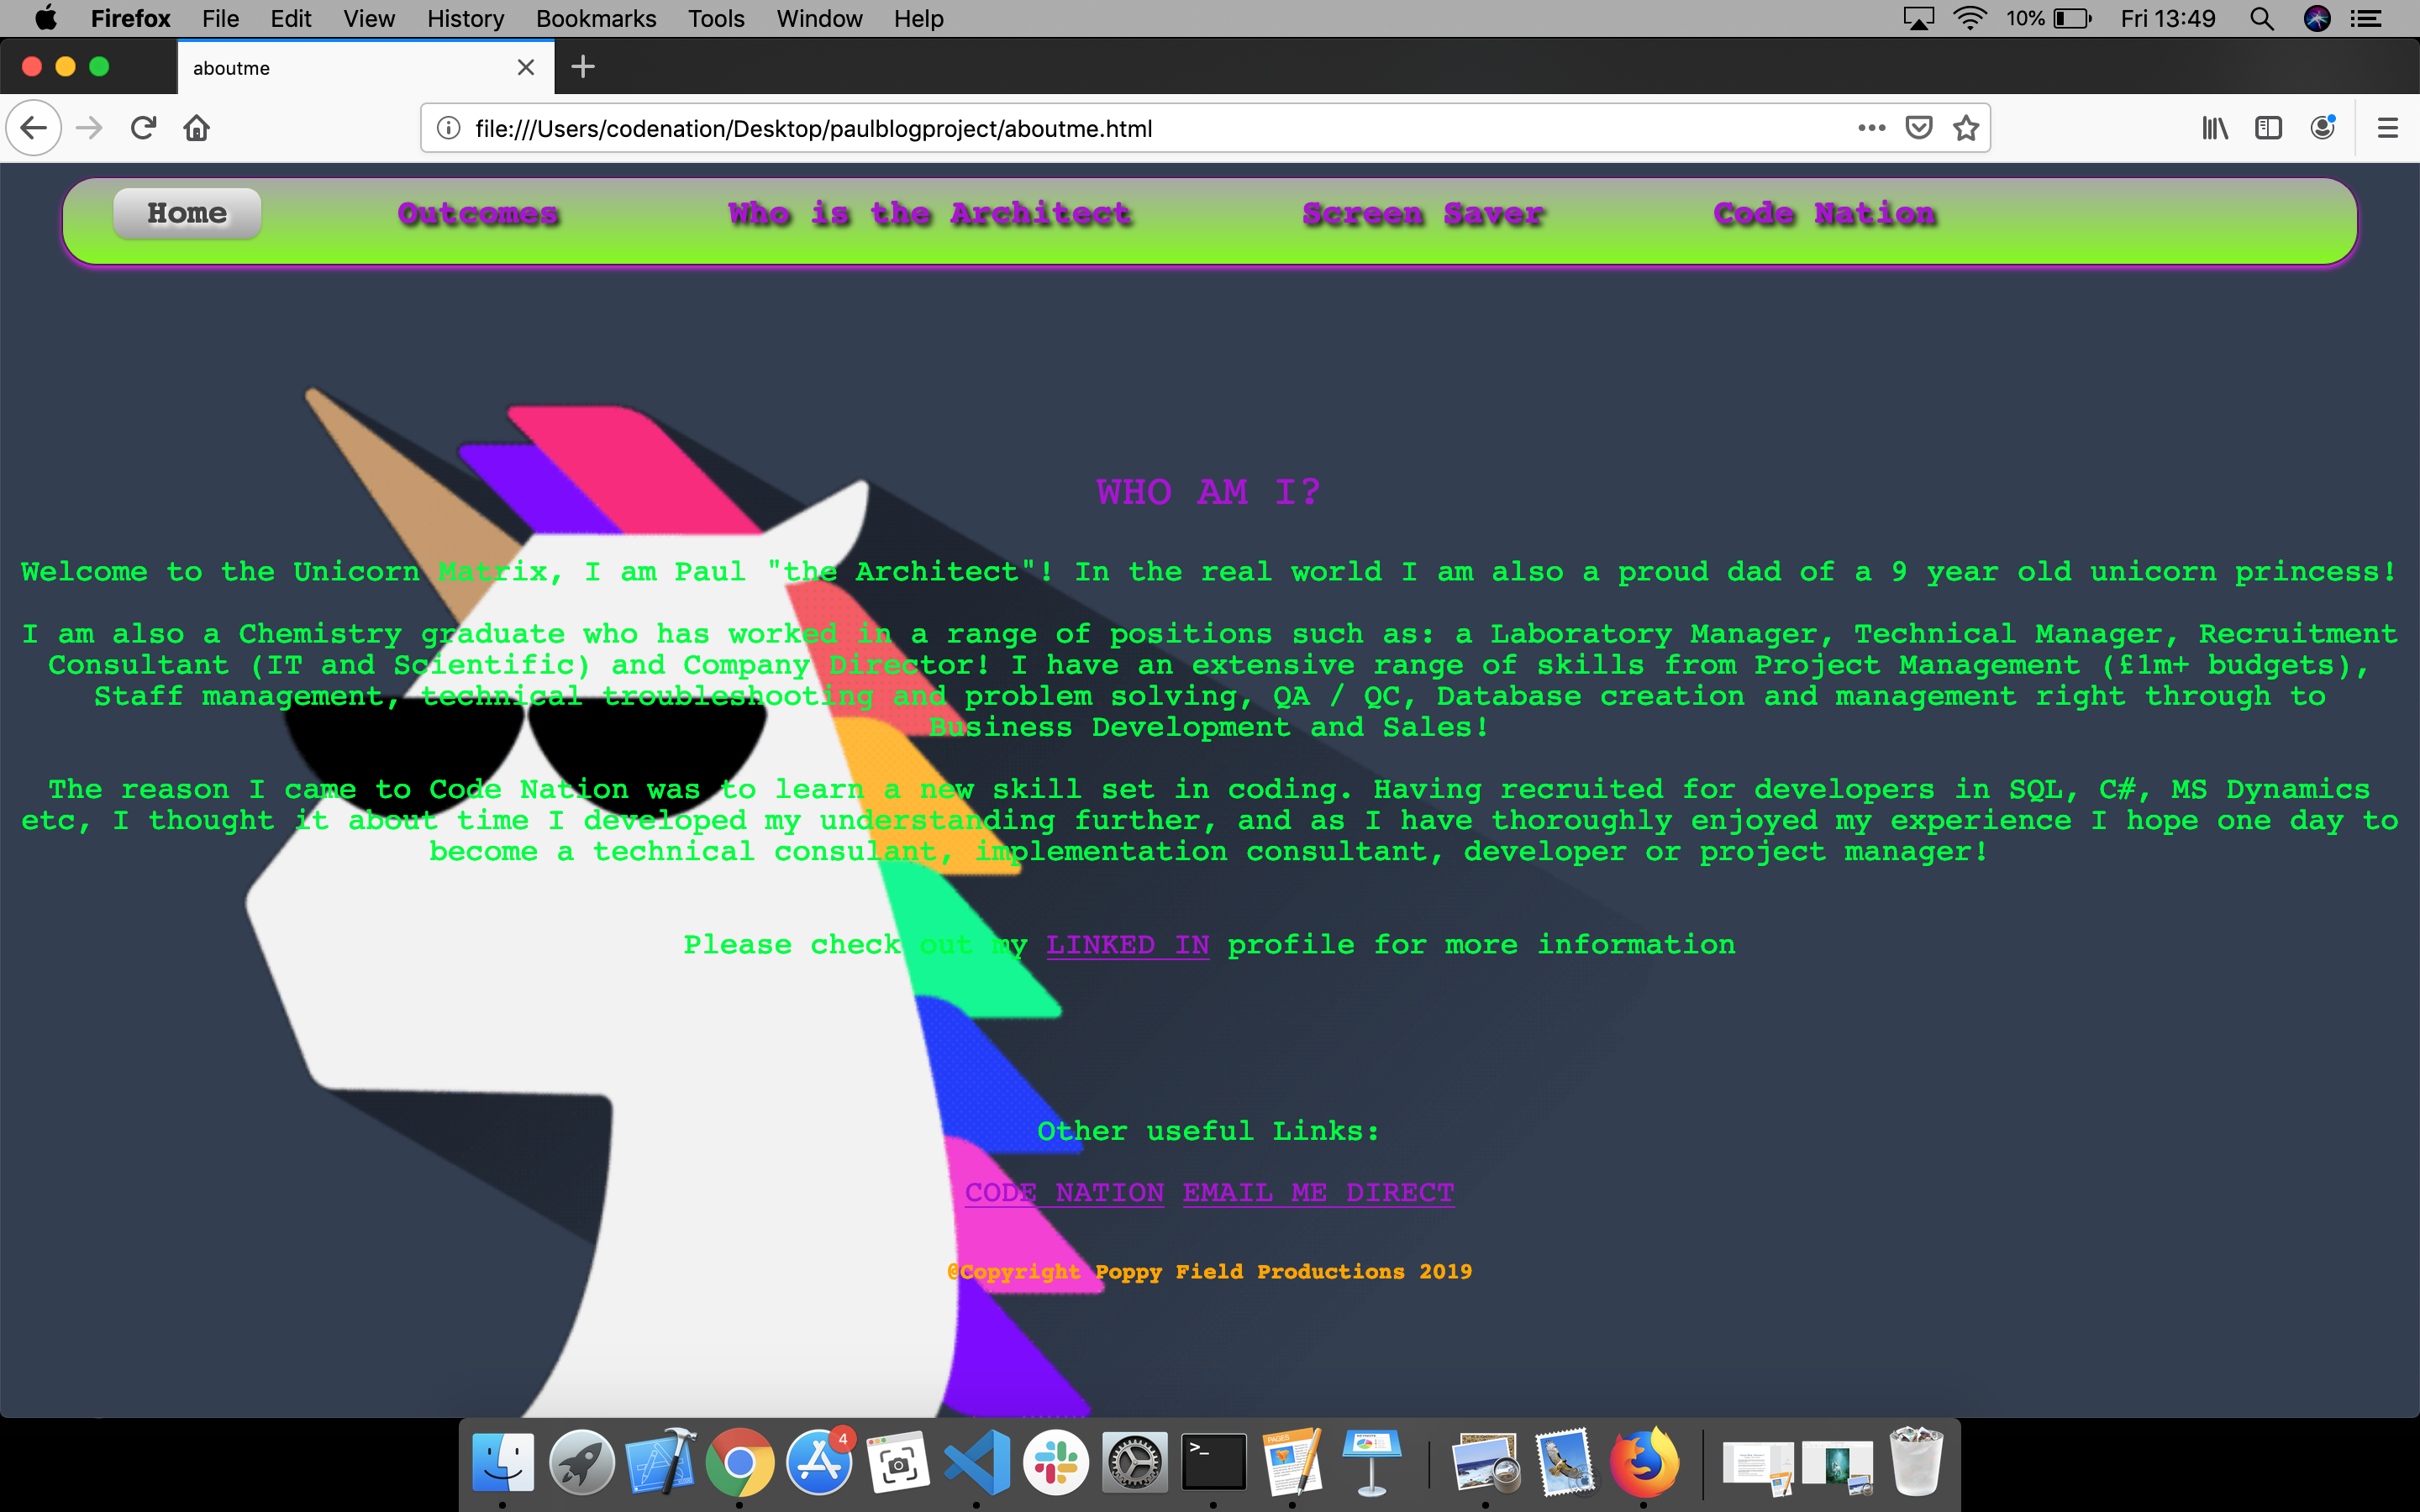 Firefox File Edit View History Bookmarks Tools Window Help 10% Fri 13:49
aboutme
file:///Users/codenation/Desktop/paulblogproject/aboutme.html
Home Outcomes Who is the Architect Screen Saver Code Nation
WHO AM I?
Welcome to the Unicorn Matrix, I am Paul "the Architect"! In the real world I am also a proud dad of a 9 year old unicorn princess!
I am also a Chemistry graduate who has worked in a range of positions such as: a Laboratory Manager, Technical Manager, Recruitment
Consultant (IT and Scientific) and Company Director! I have an extensive range of skills from Project Management (£1m+ budgets),
Staff management, technical troubleshooting and problem solving, QA / QC, Database creation and management right through to
Business Development and Sales!
The reason I came to Code Nation was to learn a new skill set in coding. Having recruited for developers in SQL, C#, MS Dynamics
etc, I thought it about time I developed my understanding further, and as I have thoroughly enjoyed my experience I hope one day to
become a technical consulant, implementation consultant, developer or project manager!
Please check out my LINKED IN profile for more information
Other useful Links:
CODE NATION EMAIL ME DIRECT
@Copyright Poppy Field Productions 2019
4
PAGES